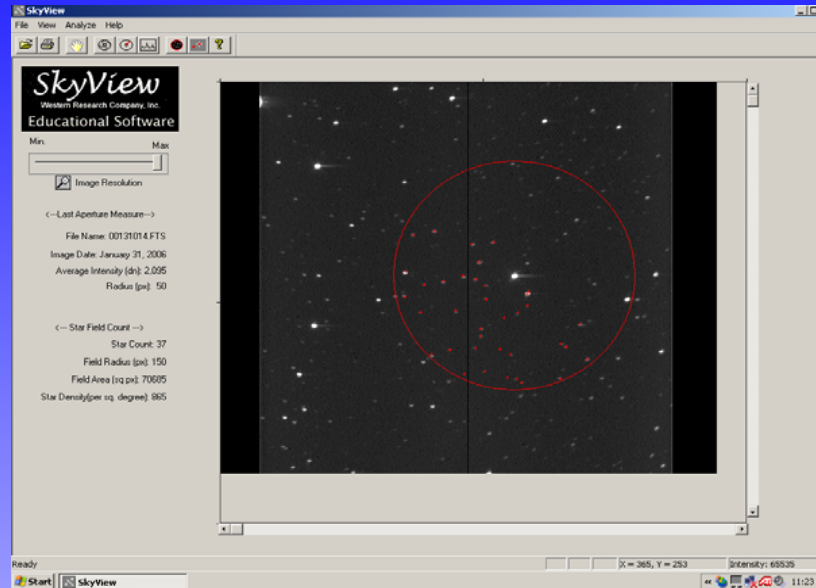 SkyView
File View Analyze Help
SkyView
Western Research Company, Inc.
Educational Software
Min. Max
Image Resolution
<--Last Aperture Measure-->
File Name: 00131014.FTS
Image Date: January 31, 2006
Average Intensity (dn): 2,095
Radius (px): 50
<-- Star Field Count -->
Star Count: 37
Field Radius (px): 150
Field Area (sq px): 70685
Star Density(per sq. degree): 865
Ready X = 365, Y = 253 Intensity: 65535
Start SkyView 11:23